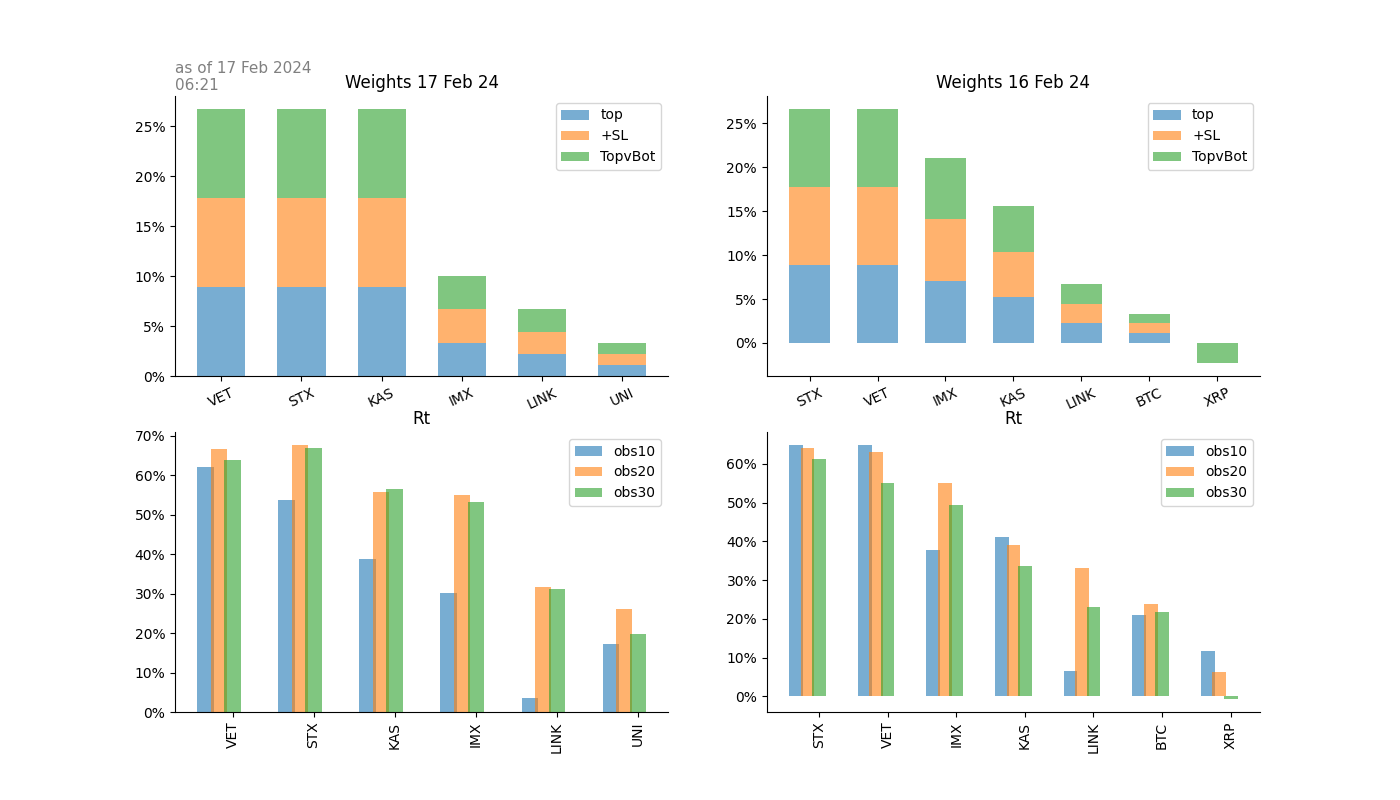 as of 17 Feb 2024
06:21
Weights 17 Feb 24
25%
20%
15%
10%
5%
0%
top
+SL
TopvBot
VET
STX
KAS
IMX
LINK
UNI
Weights 16 Feb 24
25%
20%
15%
10%
5%
0%
top
+SL
TopvBot
STX
VET
IMX
KAS
LINK
BTC
XRP
Rt
70%
60%
50%
40%
30%
20%
10%
0%
obs10
obs20
obs30
VET
STX
KAS
IMX
LINK
UNI
Rt
60%
50%
40%
30%
20%
10%
0%
obs10
obs20
obs30
STX
VET
IMX
KAS
LINK
BTC
XRP